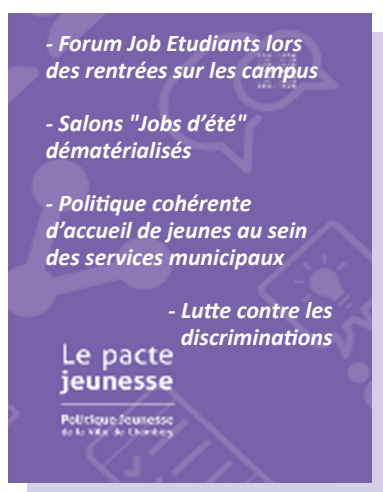 - Forum Job Etudiants lors
des rentrées sur les campus
- Salons "Jobs d’été"
dématérialisés
- Politique cohérente
d’accueil de jeunes au sein
des services municipaux
- Lutte contre les
discriminations
Le pacte
jeunesse
Politique Jeunesse
de la Ville de Chambéry